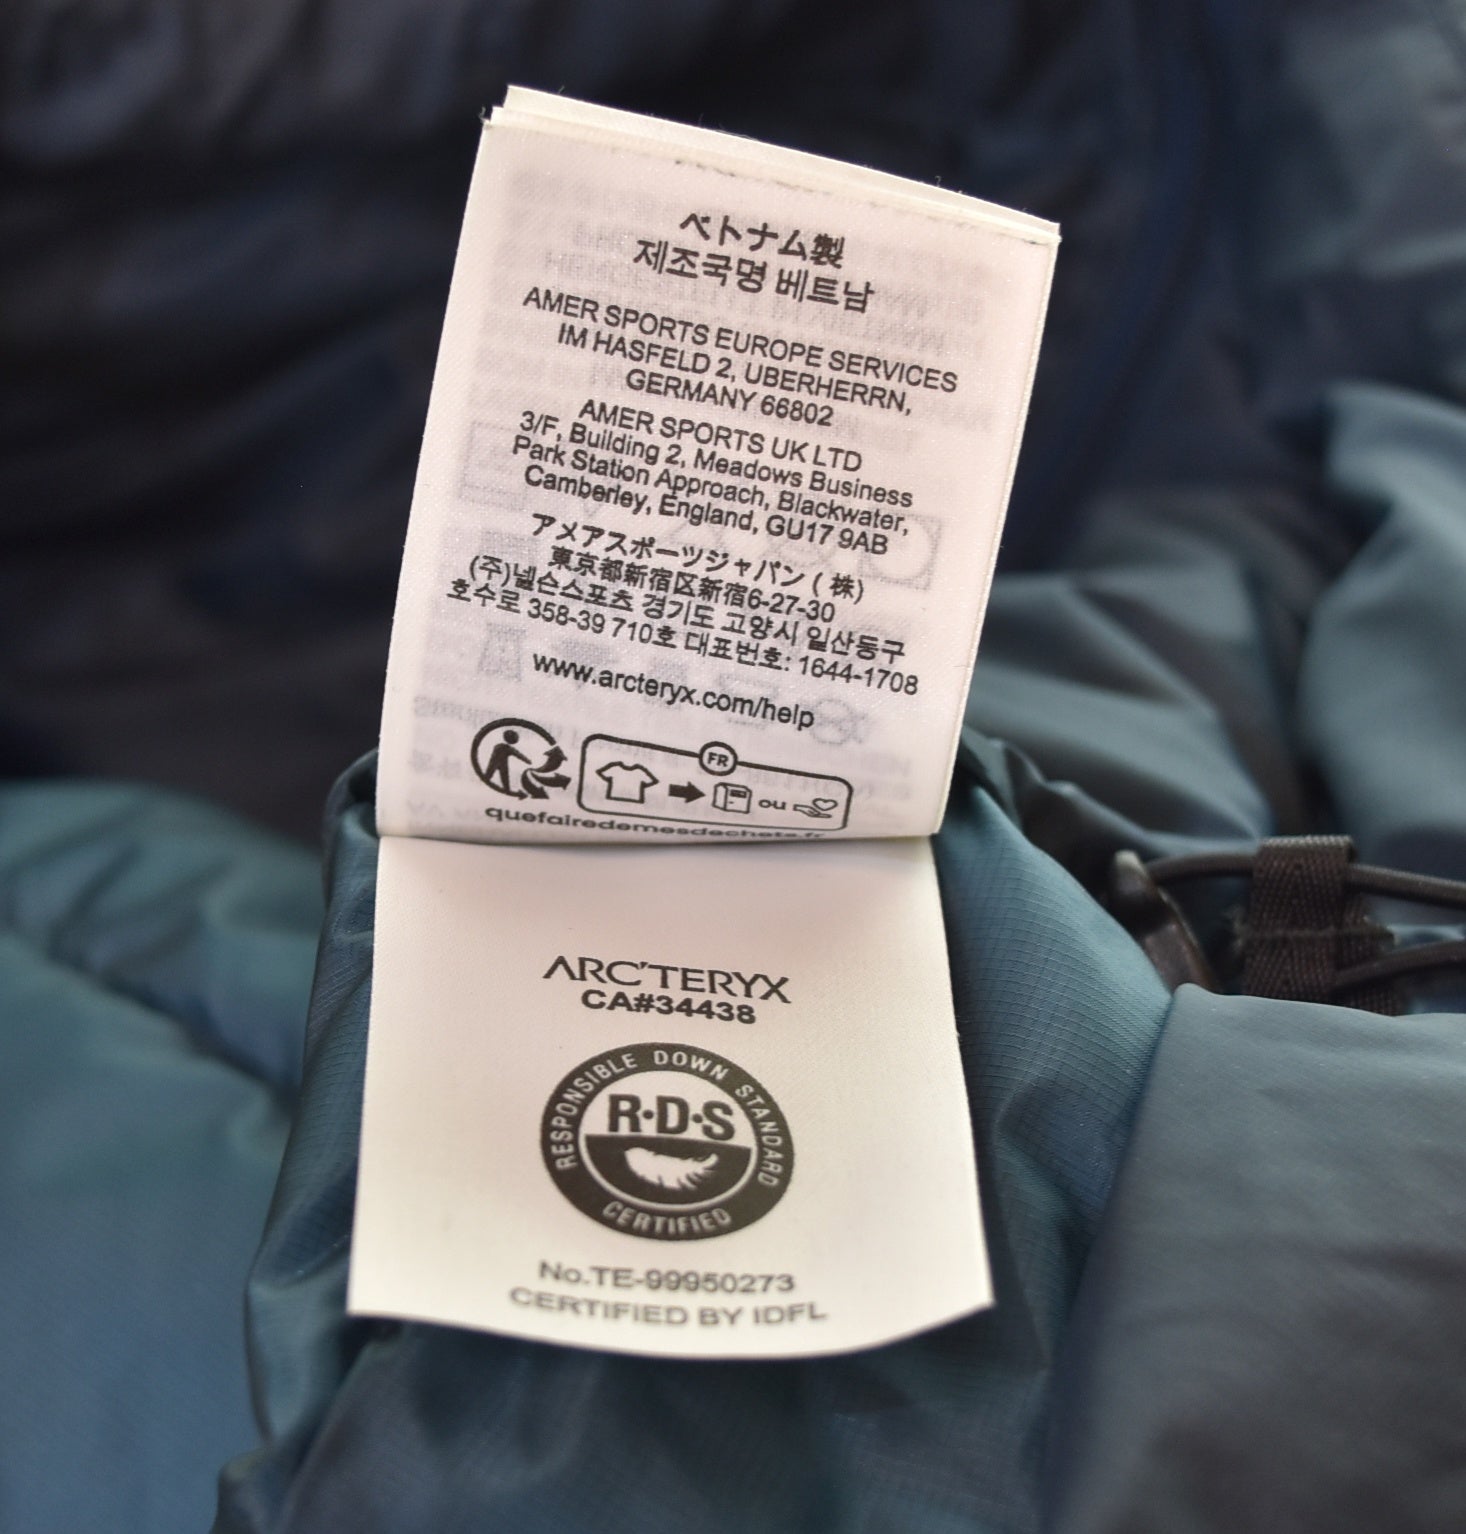 ベトナム製
제조국명 베트남
AMER SPORTS EUROPE SERVICES
IM HASFELD 2, UBERHERRN,
GERMANY 66802
AMER SPORTS UK LTD
3/F, Building 2, Meadows Business
Park Station Approach, Blackwater,
Camberley, England, GU17 9AB
アメアスポーツジャパン ( 株)
東京都新宿区新宿6-27-30
(주)넬슨스포츠 경기도 고양시 일산동구
호수로 358-39 710호 대표번호: 1644-1708
www.arcteryx.com/help
FR
ou
quefairedemesdechets.fr
ARC'TERYX
CA#34438
RESPONSIBLE DOWN STANDARD
R·D·S
CERTIFIED
No.TE-99950273
CERTIFIED BY IDFL